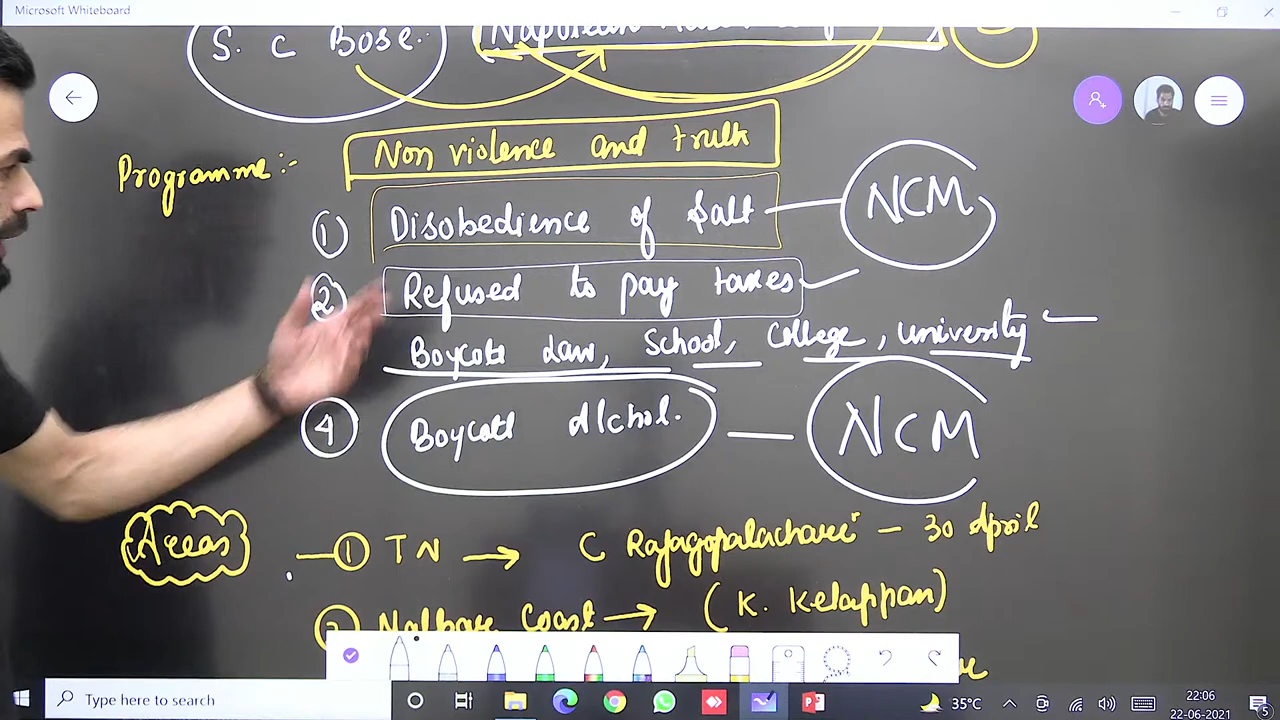 Microsoft Whiteboard
S. C Bose.
Programme :-
Non violence and truth
① Disobedience of Salt — NCM
② Refused to pay taxes
Boycott Law, School, College, University
④ Boycott Alchol. — NCM
Areas
① TN → C Rajagopalachari - 30 April
② Coast → (K. Kelappan)
Type here to search
35°C
22:06
22-06-2021
5